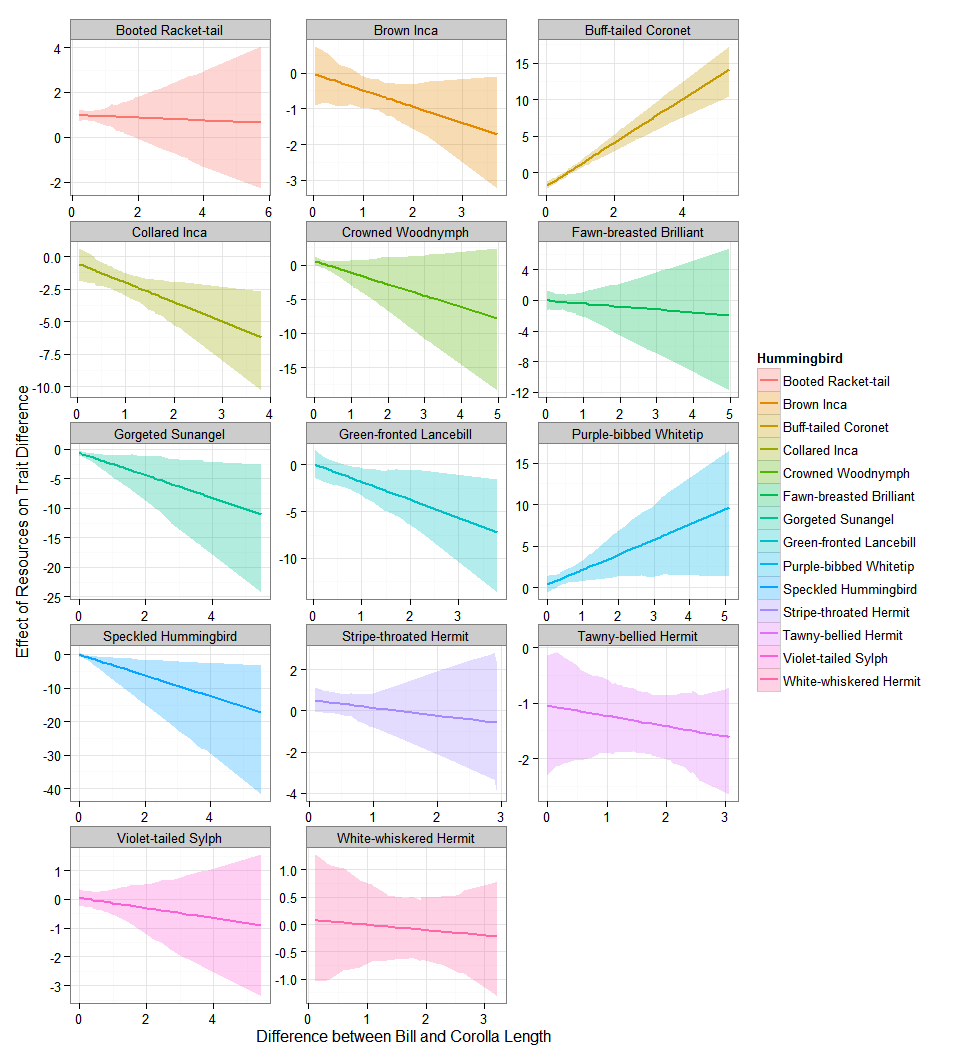 Booted Racket-tail
Brown Inca
Buff-tailed Coronet
4
2
0
-2
0
-1
-2
-3
15
10
5
0
0 2 4 6
0 1 2 3
0 2 4
Collared Inca
Crowned Woodnymph
Fawn-breasted Brilliant
0.0
-2.5
-5.0
-7.5
-10.0
0
-5
-10
-15
4
0
-4
-8
-12
0 1 2 3 4
0 1 2 3 4 5
0 1 2 3 4 5
Gorgeted Sunangel
Green-fronted Lancebill
Purple-bibbed Whitetip
0
-5
-10
-15
-20
-25
0
-5
-10
15
10
5
0
0 2 4
0 1 2 3
0 1 2 3 4 5
Speckled Hummingbird
Stripe-throated Hermit
Tawny-bellied Hermit
0
-10
-20
-30
-40
2
0
-2
-4
0
-1
-2
0 2 4
0 1 2 3
0 1 2 3
Violet-tailed Sylph
White-whiskered Hermit
1
0
-1
-2
-3
1.0
0.5
0.0
-0.5
-1.0
0 2 4
0 1 2 3
Effect of Resources on Trait Difference
Difference between Bill and Corolla Length
Hummingbird
Booted Racket-tail
Brown Inca
Buff-tailed Coronet
Collared Inca
Crowned Woodnymph
Fawn-breasted Brilliant
Gorgeted Sunangel
Green-fronted Lancebill
Purple-bibbed Whitetip
Speckled Hummingbird
Stripe-throated Hermit
Tawny-bellied Hermit
Violet-tailed Sylph
White-whiskered Hermit